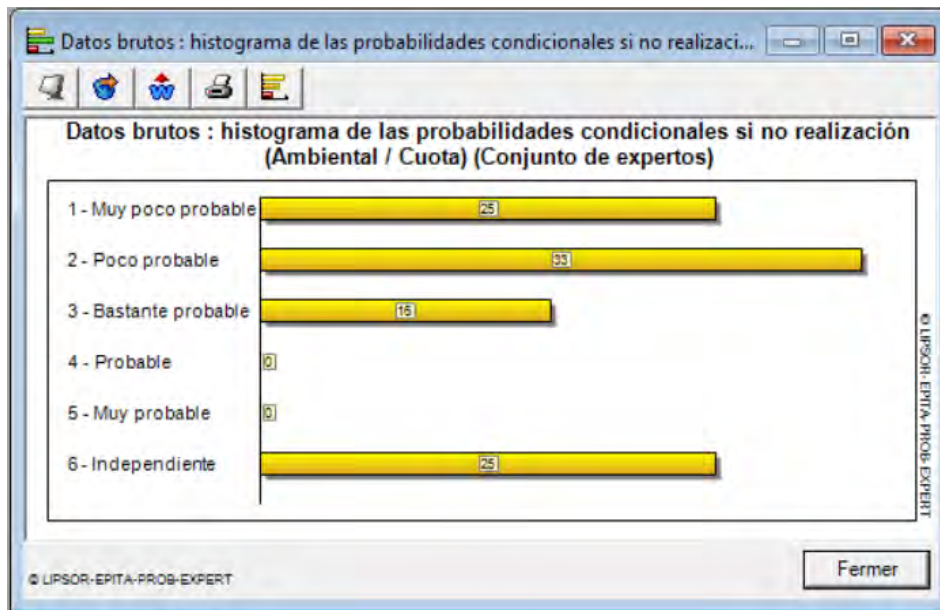 Datos brutos : histograma de las probabilidades condicionales si no realizaci...
Datos brutos : histograma de las probabilidades condicionales si no realización
(Ambiental / Cuota) (Conjunto de expertos)
1 - Muy poco probable 25
2 - Poco probable 33
3 - Bastante probable 16
4 - Probable 0
5 - Muy probable 0
6 - Independiente 25
© LIPSOR-EPITA-PROB-EXPERT
© LIPSOR-EPITA-PROB-EXPERT
Fermer